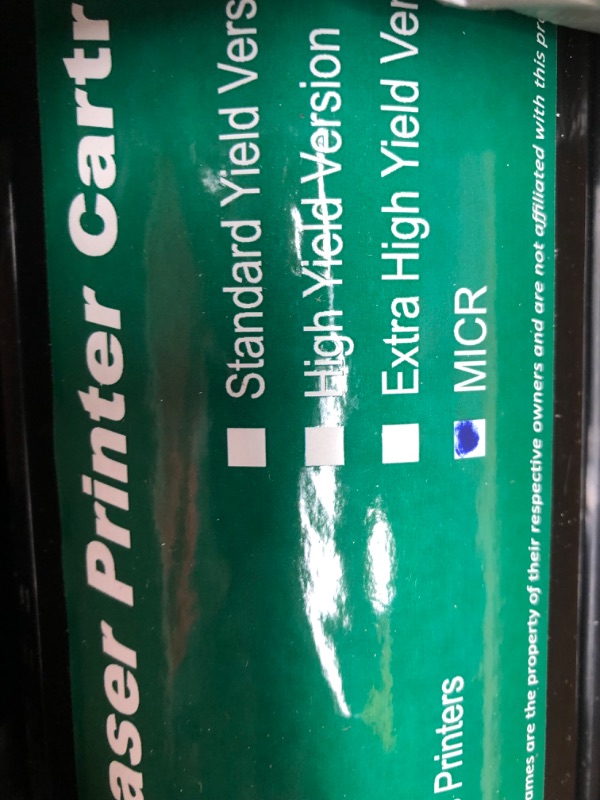 aser Printer Cartr
Standard Yield Vers
High Yield Version
Extra High Yield Ver
Printers
MICR
ames are the property of their respective owners and are not affiliated with this pro